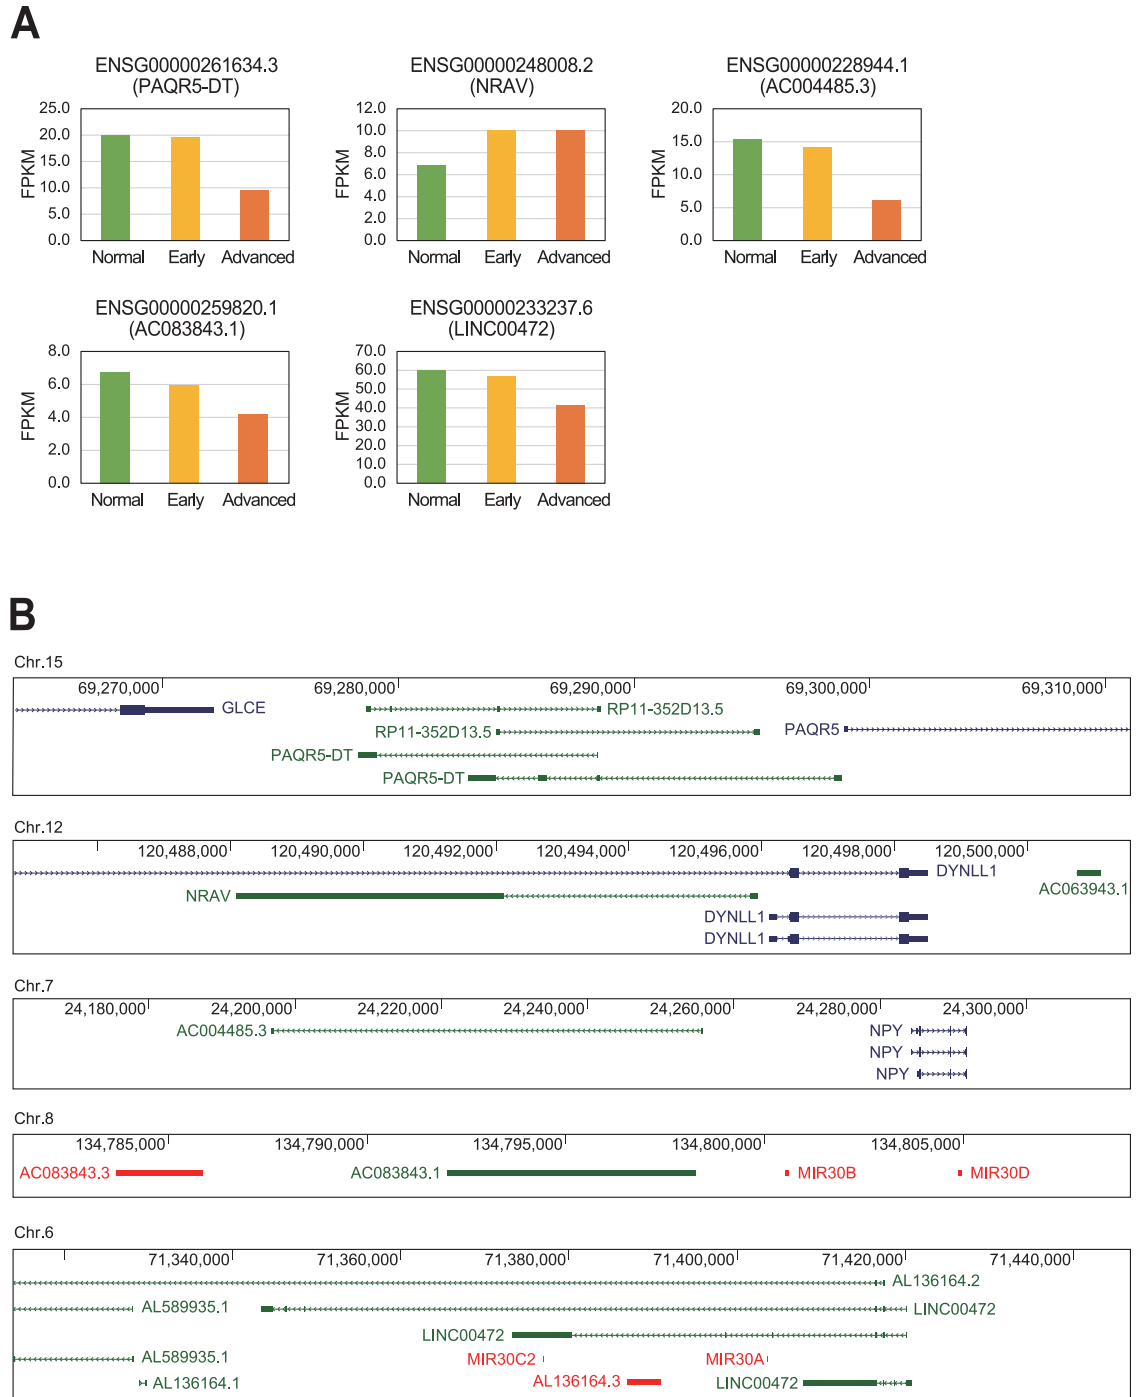 A
ENSG00000261634.3
(PAQR5-DT)
25.0
20.0
15.0
10.0
5.0
0.0
FPKM
Normal Early Advanced
ENSG00000248008.2
(NRAV)
12.0
10.0
8.0
6.0
4.0
2.0
0.0
FPKM
Normal Early Advanced
ENSG00000228944.1
(AC004485.3)
20.0
15.0
10.0
5.0
0.0
FPKM
Normal Early Advanced
ENSG00000259820.1
(AC083843.1)
8.0
6.0
4.0
2.0
0.0
FPKM
Normal Early Advanced
ENSG00000233237.6
(LINC00472)
70.0
60.0
50.0
40.0
30.0
20.0
10.0
0.0
FPKM
Normal Early Advanced
B
Chr.15
69,270,000 69,280,000 69,290,000 69,300,000 69,310,000
GLCE RP11-352D13.5
RP11-352D13.5 PAQR5
PAQR5-DT
PAQR5-DT
Chr.12
120,488,000 120,490,000 120,492,000 120,494,000 120,496,000 120,498,000 120,500,000
DYNLL1
AC063943.1
NRAV
DYNLL1
DYNLL1
Chr.7
24,180,000 24,200,000 24,220,000 24,240,000 24,260,000 24,280,000 24,300,000
AC004485.3 NPY
NPY
NPY
Chr.8
134,785,000 134,790,000 134,795,000 134,800,000 134,805,000
AC083843.3 AC083843.1 MIR30B MIR30D
Chr.6
71,340,000 71,360,000 71,380,000 71,400,000 71,420,000 71,440,000
AL136164.2
AL589935.1 LINC00472
LINC00472
AL589935.1 MIR30C2 MIR30A
AL136164.1 AL136164.3 LINC00472